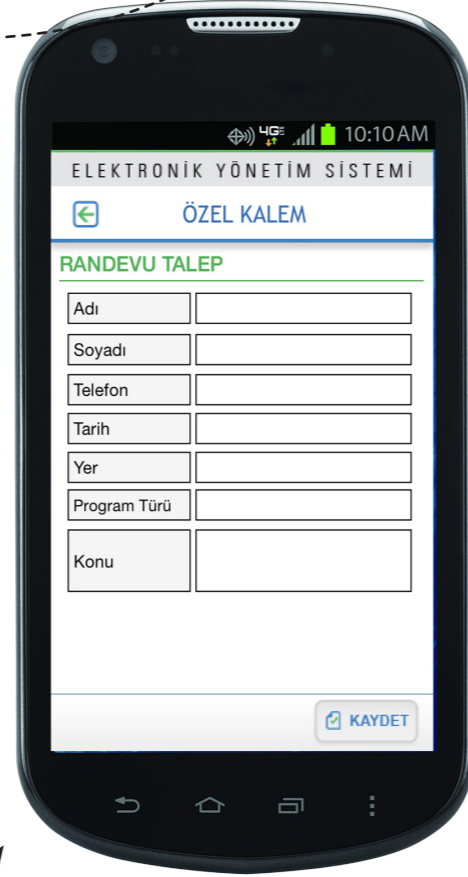 4G 10:10 AM
ELEKTRONİK YÖNETİM SİSTEMİ
ÖZEL KALEM
RANDEVU TALEP
Adı
Soyadı
Telefon
Tarih
Yer
Program Türü
Konu
KAYDET